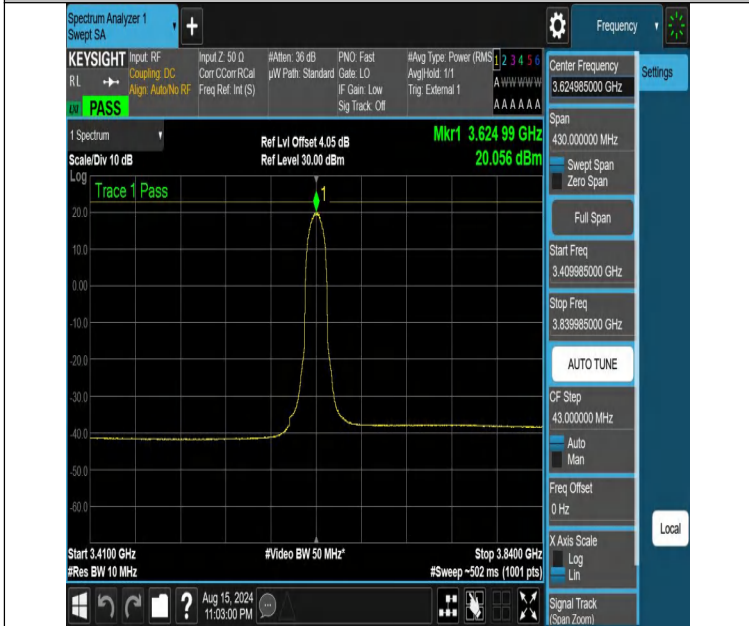 Spectrum Analyzer 1
Swept SA
Frequency
KEYSIGHT
RL
LXI
PASS
Input: RF
Coupling: DC
Align: Auto/No RF
Input Z: 50 Ω
Corr CCorr RCal
Freq Ref: Int (S)
#Atten: 36 dB
µW Path: Standard
PNO: Fast
Gate: LO
IF Gain: Low
Sig Track: Off
#Avg Type: Power (RMS
Avg|Hold: 1/1
Trig: External 1
1 2 3 4 5 6
A W W W W W
A A A A A A
1 Spectrum
Scale/Div 10 dB
Log
Ref Lvl Offset 4.05 dB
Ref Level 30.00 dBm
Mkr1 3.624 99 GHz
20.056 dBm
Trace 1 Pass
1
20.0
10.0
0.00
-10.0
-20.0
-30.0
-40.0
-50.0
-60.0
Start 3.4100 GHz
#Res BW 10 MHz
#Video BW 50 MHz*
Stop 3.8400 GHz
#Sweep ~502 ms (1001 pts)
?
Aug 15, 2024
11:03:00 PM
Center Frequency
3.624985000 GHz
Settings
Span
430.000000 MHz
Swept Span
Zero Span
Full Span
Start Freq
3.409985000 GHz
Stop Freq
3.839985000 GHz
AUTO TUNE
CF Step
43.000000 MHz
Auto
Man
Freq Offset
0 Hz
X Axis Scale
Log
Lin
Local
Signal Track
(Span Zoom)